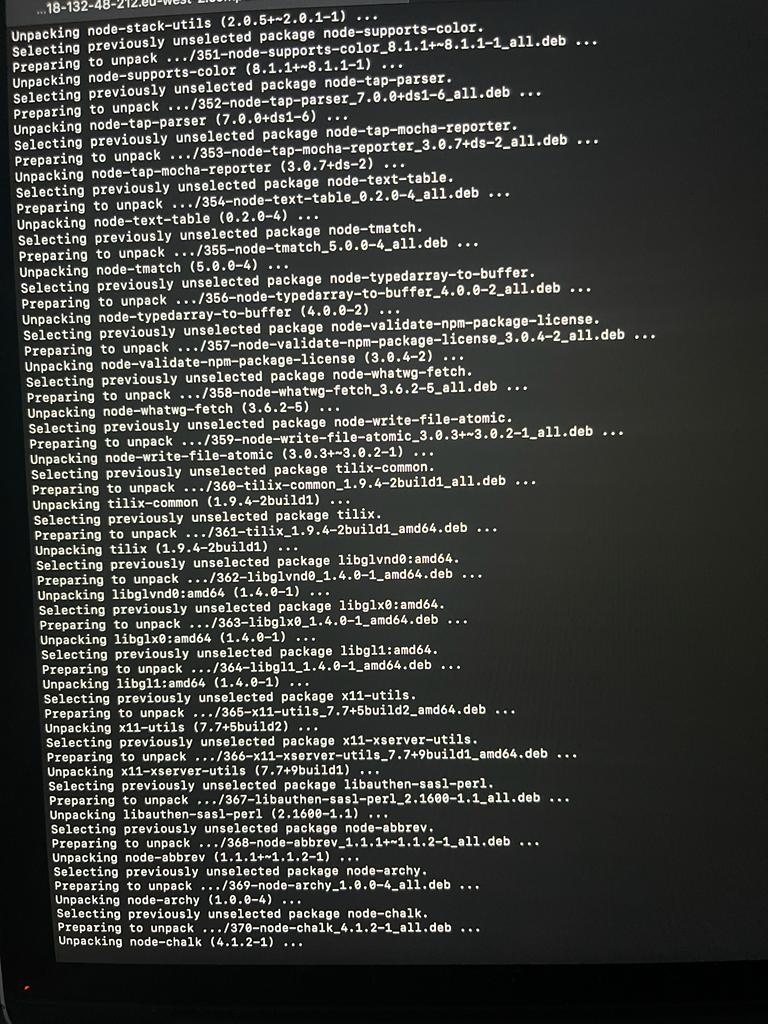 ...18-132-48-212.eu-west-2.comp
Unpacking node-stack-utils (2.0.5+~2.0.1-1) ...
Selecting previously unselected package node-supports-color.
Preparing to unpack .../351-node-supports-color_8.1.1+~8.1.1-1_all.deb ...
Unpacking node-supports-color (8.1.1+~8.1.1-1) ...
Selecting previously unselected package node-tap-parser.
Preparing to unpack .../352-node-tap-parser_7.0.0+ds1-6_all.deb ...
Unpacking node-tap-parser (7.0.0+ds1-6) ...
Selecting previously unselected package node-tap-mocha-reporter.
Preparing to unpack .../353-node-tap-mocha-reporter_3.0.7+ds-2_all.deb ...
Unpacking node-tap-mocha-reporter (3.0.7+ds-2) ...
Selecting previously unselected package node-text-table.
Preparing to unpack .../354-node-text-table_0.2.0-4_all.deb ...
Unpacking node-text-table (0.2.0-4) ...
Selecting previously unselected package node-tmatch.
Preparing to unpack .../355-node-tmatch_5.0.0-4_all.deb ...
Unpacking node-tmatch (5.0.0-4) ...
Selecting previously unselected package node-typedarray-to-buffer.
Preparing to unpack .../356-node-typedarray-to-buffer_4.0.0-2_all.deb ...
Unpacking node-typedarray-to-buffer (4.0.0-2) ...
Selecting previously unselected package node-validate-npm-package-license.
Preparing to unpack .../357-node-validate-npm-package-license_3.0.4-2_all.deb ...
Unpacking node-validate-npm-package-license (3.0.4-2) ...
Selecting previously unselected package node-whatwg-fetch.
Preparing to unpack .../358-node-whatwg-fetch_3.6.2-5_all.deb ...
Unpacking node-whatwg-fetch (3.6.2-5) ...
Selecting previously unselected package node-write-file-atomic.
Preparing to unpack .../359-node-write-file-atomic_3.0.3+~3.0.2-1_all.deb ...
Unpacking node-write-file-atomic (3.0.3+~3.0.2-1) ...
Selecting previously unselected package tilix-common.
Preparing to unpack .../360-tilix-common_1.9.4-2build1_all.deb ...
Unpacking tilix-common (1.9.4-2build1) ...
Selecting previously unselected package tilix.
Preparing to unpack .../361-tilix_1.9.4-2build1_amd64.deb ...
Unpacking tilix (1.9.4-2build1) ...
Selecting previously unselected package libglvnd0:amd64.
Preparing to unpack .../362-libglvnd0_1.4.0-1_amd64.deb ...
Unpacking libglvnd0:amd64 (1.4.0-1) ...
Selecting previously unselected package libglx0:amd64.
Preparing to unpack .../363-libglx0_1.4.0-1_amd64.deb ...
Unpacking libglx0:amd64 (1.4.0-1) ...
Selecting previously unselected package libgl1:amd64.
Preparing to unpack .../364-libgl1_1.4.0-1_amd64.deb ...
Unpacking libgl1:amd64 (1.4.0-1) ...
Selecting previously unselected package x11-utils.
Preparing to unpack .../365-x11-utils_7.7+5build2_amd64.deb ...
Unpacking x11-utils (7.7+5build2) ...
Selecting previously unselected package x11-xserver-utils.
Preparing to unpack .../366-x11-xserver-utils_7.7+9build1_amd64.deb ...
Unpacking x11-xserver-utils (7.7+9build1) ...
Selecting previously unselected package libauthen-sasl-perl.
Preparing to unpack .../367-libauthen-sasl-perl_2.1600-1.1_all.deb ...
Unpacking libauthen-sasl-perl (2.1600-1.1) ...
Selecting previously unselected package node-abbrev.
Preparing to unpack .../368-node-abbrev_1.1.1+~1.1.2-1_all.deb ...
Unpacking node-abbrev (1.1.1+~1.1.2-1) ...
Selecting previously unselected package node-archy.
Preparing to unpack .../369-node-archy_1.0.0-4_all.deb ...
Unpacking node-archy (1.0.0-4) ...
Selecting previously unselected package node-chalk.
Preparing to unpack .../370-node-chalk_4.1.2-1_all.deb ...
Unpacking node-chalk (4.1.2-1) ...